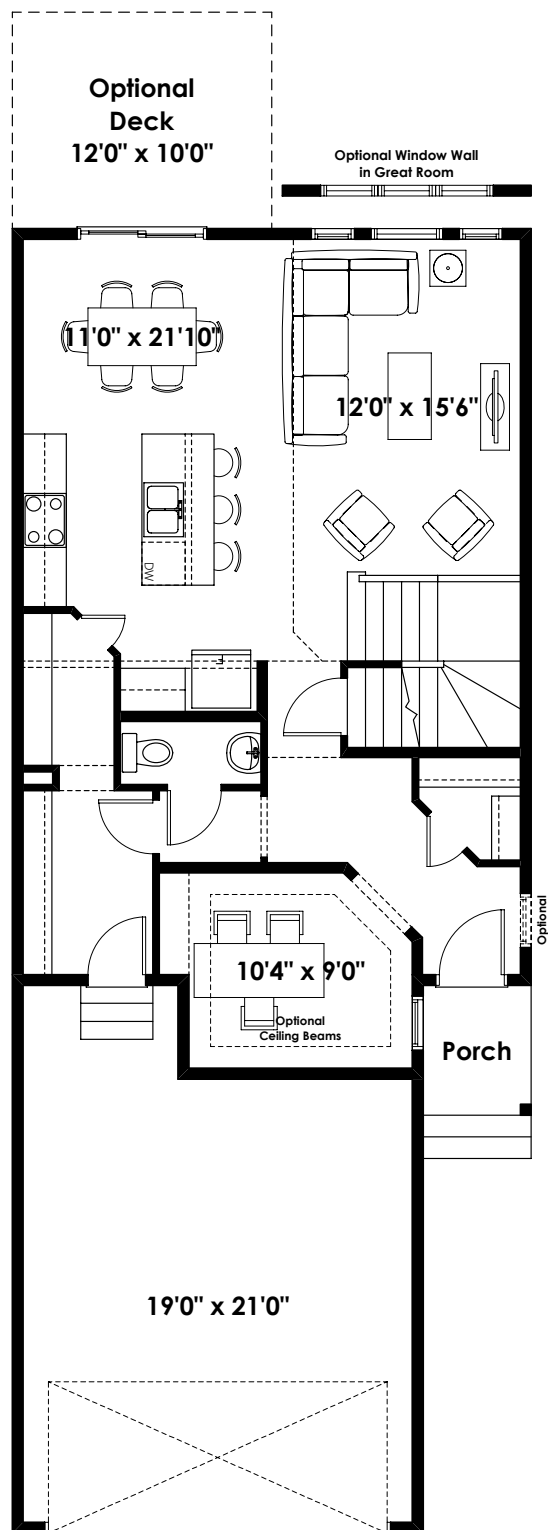 Optional
Deck
12'0" x 10'0"
Optional Window Wall
in Great Room
11'0" x 21'10"
12'0" x 15'6"
DW
Optional
10'4" x 9'0"
Optional
Ceiling Beams
Porch
19'0" x 21'0"